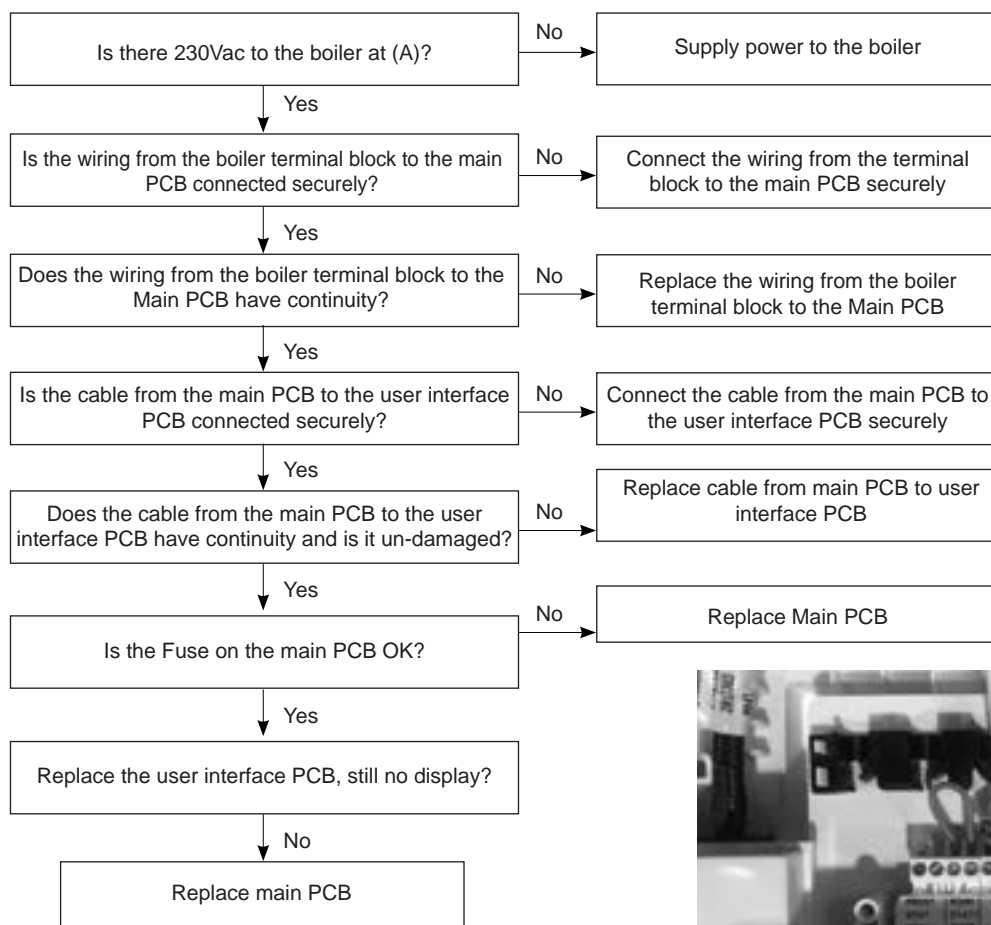 Is there 230Vac to the boiler at (A)?
No
Supply power to the boiler
Yes
Is the wiring from the boiler terminal block to the main
PCB connected securely?
No
Connect the wiring from the terminal
block to the main PCB securely
Yes
Does the wiring from the boiler terminal block to the
Main PCB have continuity?
No
Replace the wiring from the boiler
terminal block to the Main PCB
Yes
Is the cable from the main PCB to the user interface
PCB connected securely?
No
Connect the cable from the main PCB to
the user interface PCB securely
Yes
Does the cable from the main PCB to the user
interface PCB have continuity and is it un-damaged?
No
Replace cable from main PCB to user
interface PCB
Yes
Is the Fuse on the main PCB OK?
No
Replace Main PCB
Yes
Replace the user interface PCB, still no display?
No
Replace main PCB